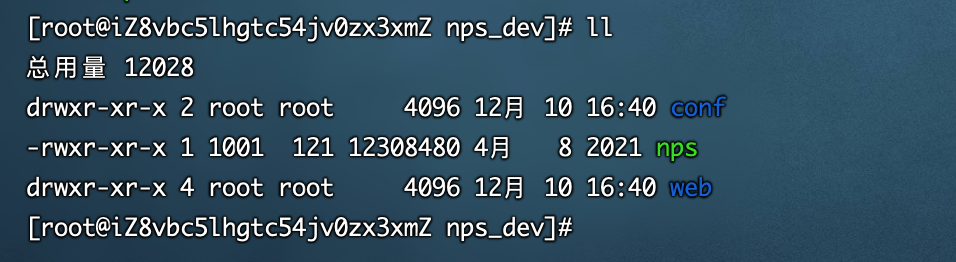 [root@iZ8vbc5lhgtc54jv0zx3xmZ nps_dev]# ll
总用量 12028
drwxr-xr-x 2 root root     4096 12月 10 16:40 conf
-rwxr-xr-x 1 1001  121 12308480 4月   8 2021 nps
drwxr-xr-x 4 root root     4096 12月 10 16:40 web
[root@iZ8vbc5lhgtc54jv0zx3xmZ nps_dev]#